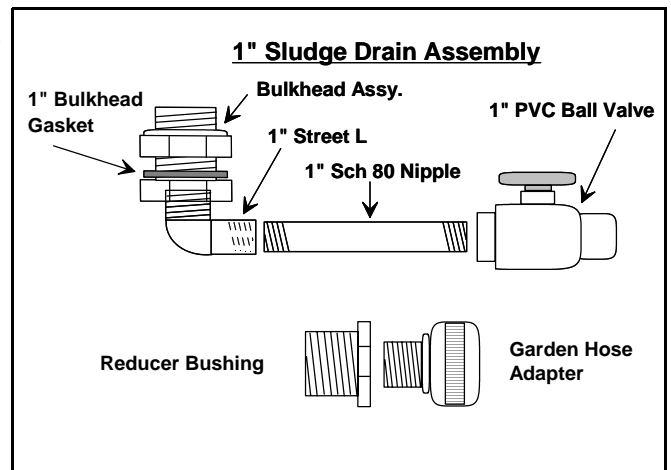 1" Sludge Drain Assembly
Bulkhead Assy.
1" Bulkhead
Gasket
1" Street L
1" Sch 80 Nipple
1" PVC Ball Valve
Reducer Bushing
Garden Hose
Adapter